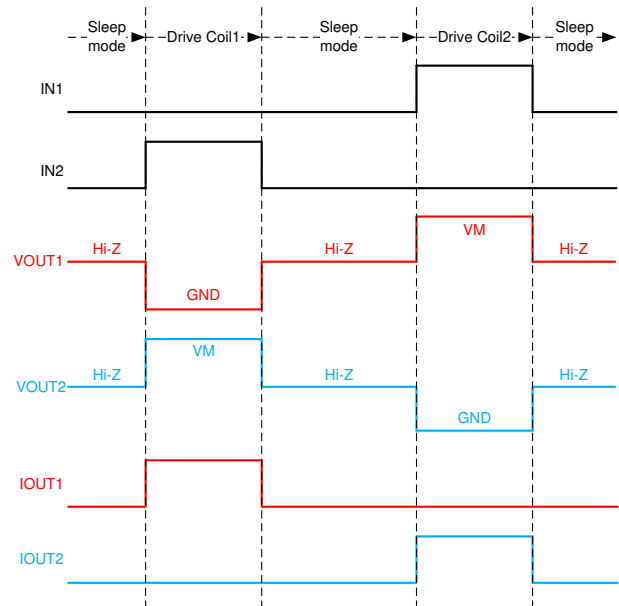 Sleep mode
Drive Coil1
Sleep mode
Drive Coil2
Sleep mode
IN1
IN2
VOUT1
Hi-Z
GND
Hi-Z
VM
Hi-Z
VOUT2
Hi-Z
VM
Hi-Z
GND
Hi-Z
IOUT1
IOUT2